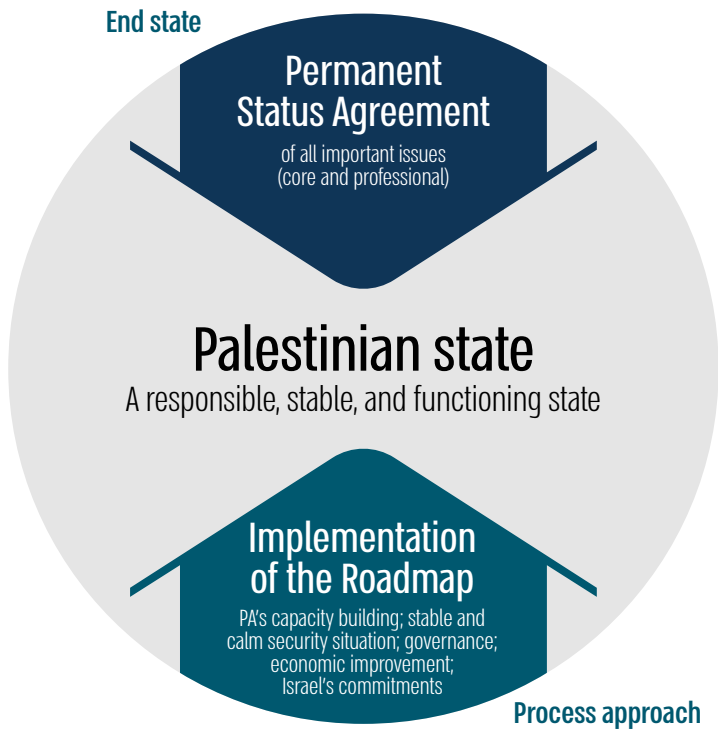 End state
Permanent
Status Agreement
of all important issues
(core and professional)
Palestinian state
A responsible, stable, and functioning state
Implementation
of the Roadmap
PA's capacity building; stable and
calm security situation; governance;
economic improvement;
Israel's commitments
Process approach